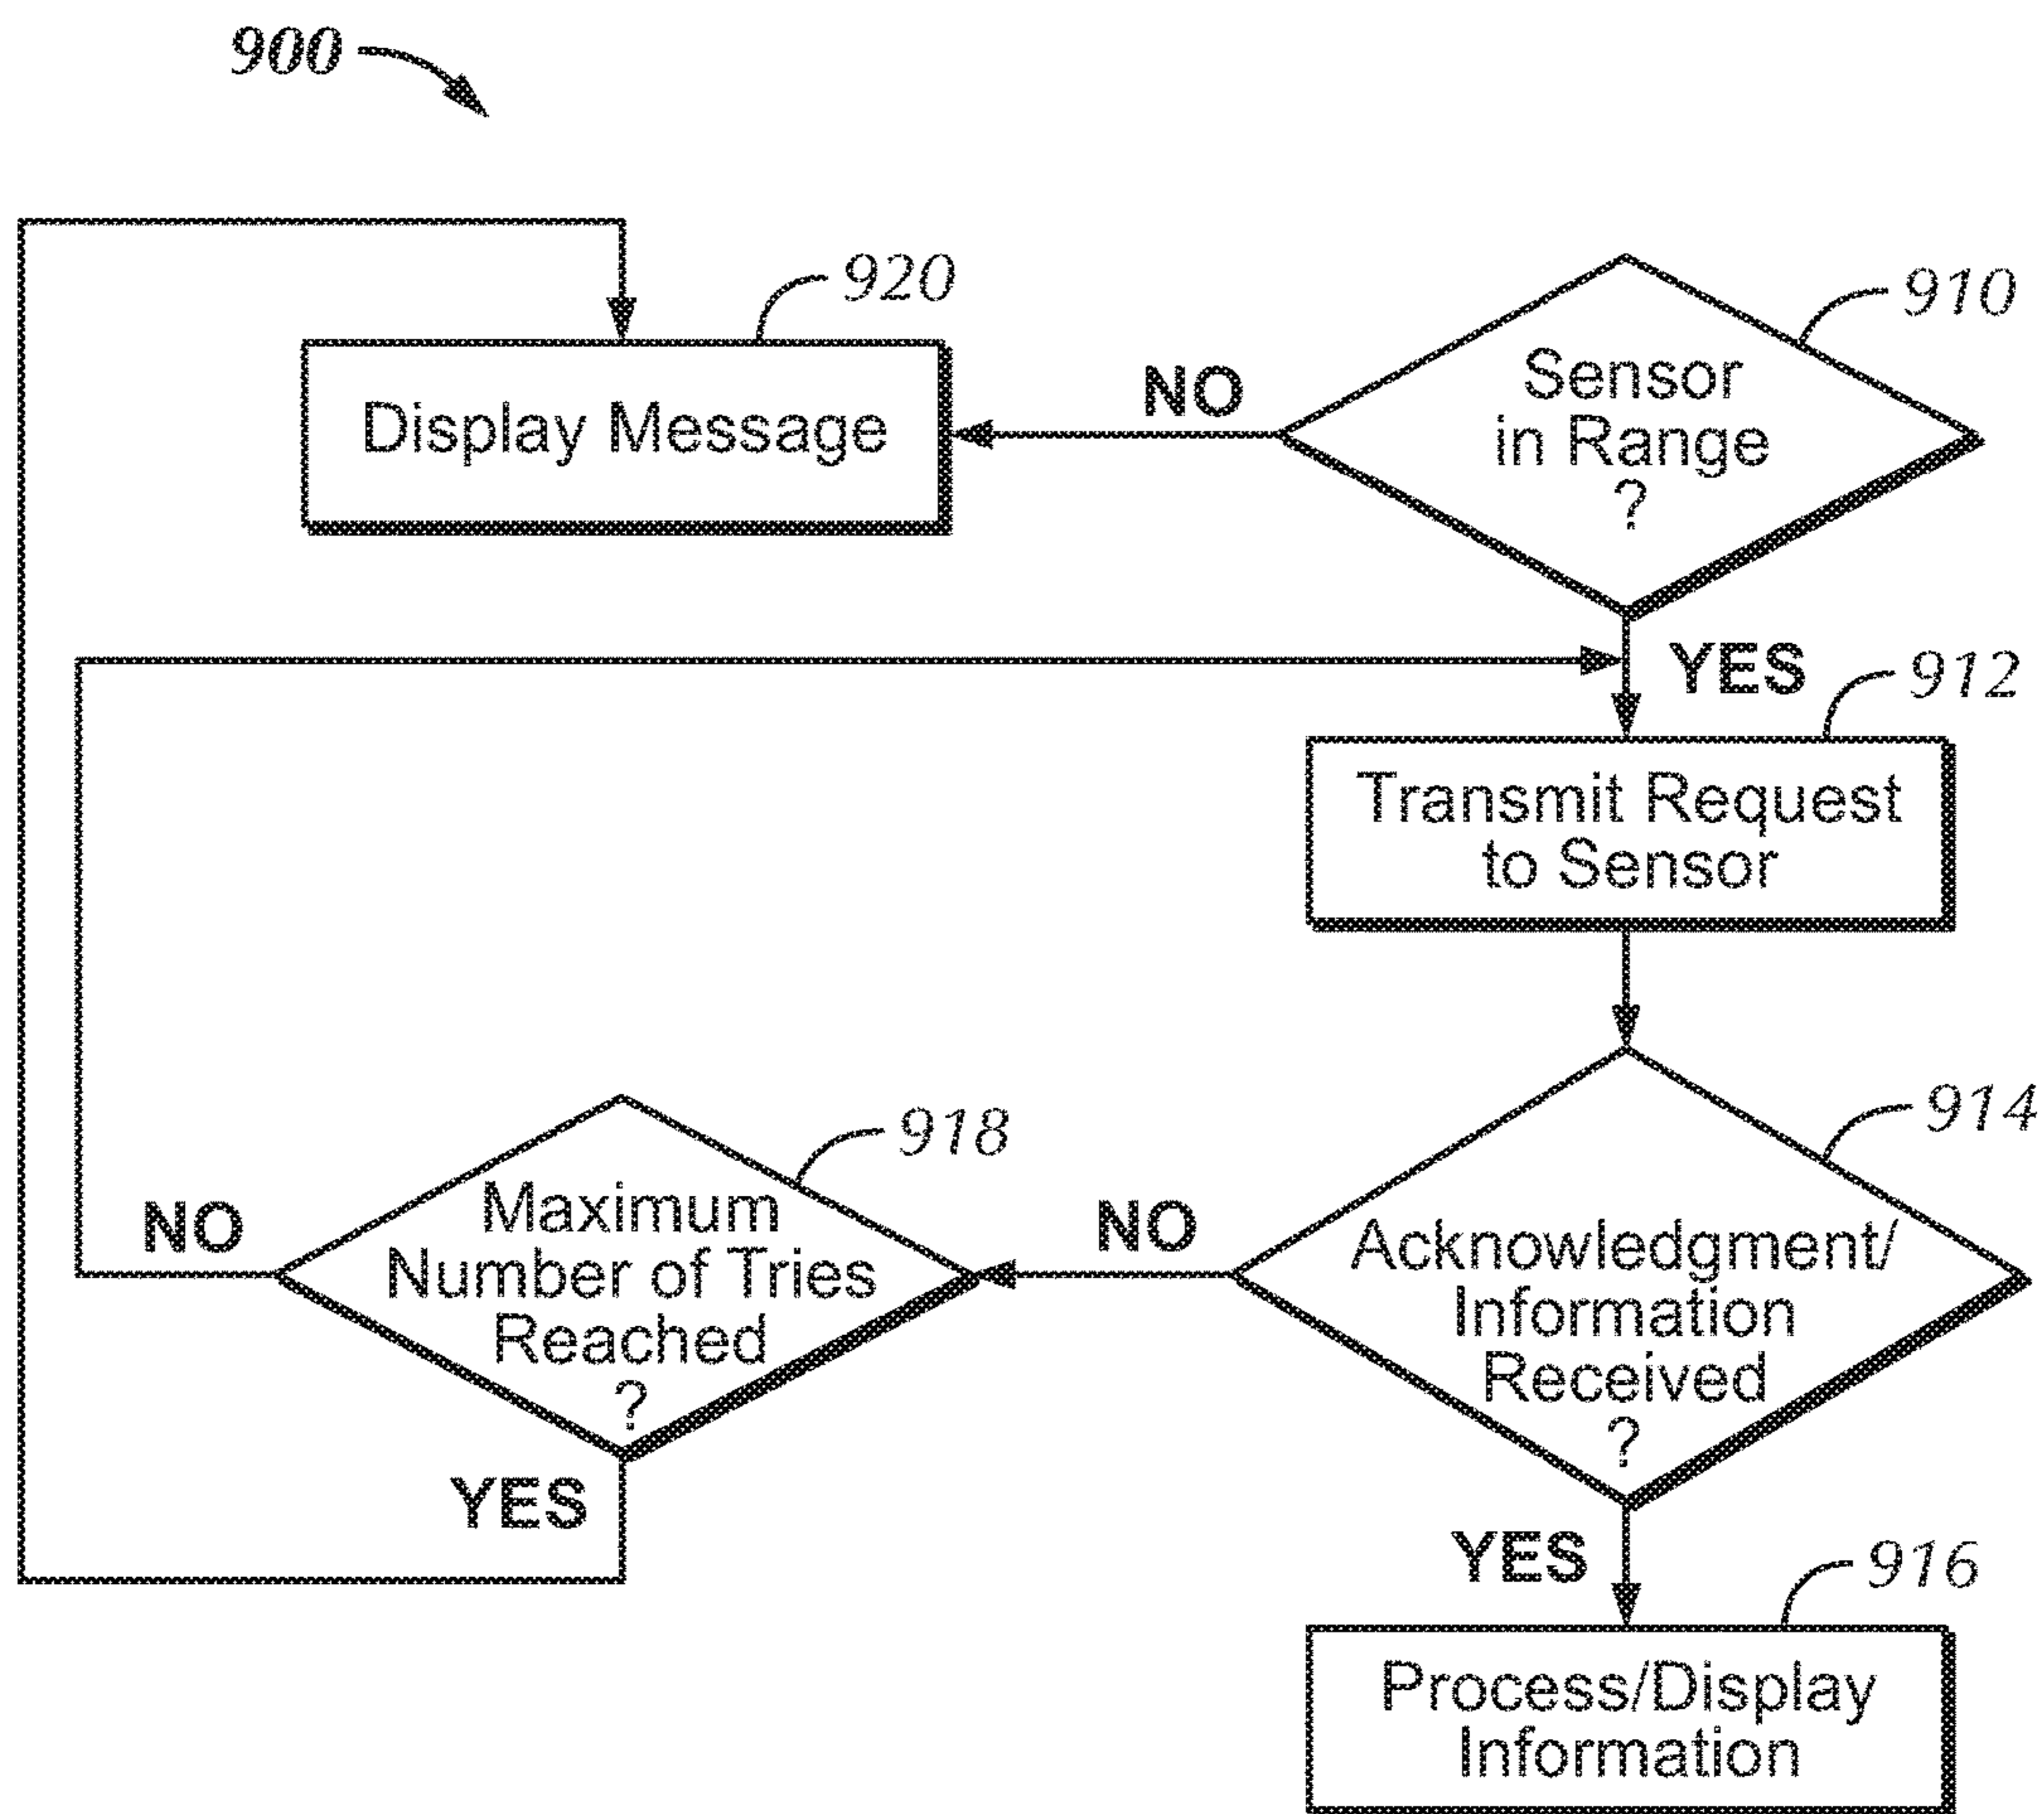 900
920
Display Message
NO
910
Sensor
in Range
?
YES
912
Transmit Request
to Sensor
914
Acknowledgment/
Information
Received
?
NO
918
Maximum
Number of Tries
Reached
?
NO
YES
YES
916
Process/Display
Information